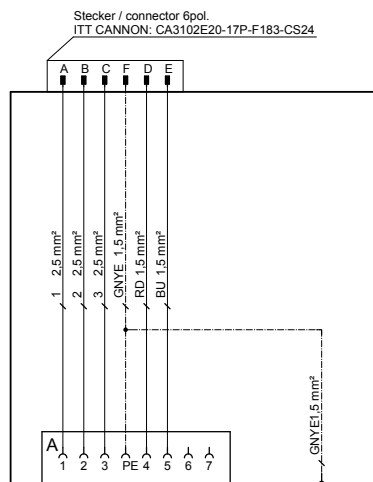 Stecker / connector 6pol.
ITT CANNON: CA3102E20-17P-F183-CS24
A B C F D E
1 2,5 mm²
2 2,5 mm²
3 2,5 mm²
GNYE 1,5 mm²
RD 1,5 mm²
BU 1,5 mm²
GNYE1,5 mm²
A
1 2 3 PE 4 5 6 7